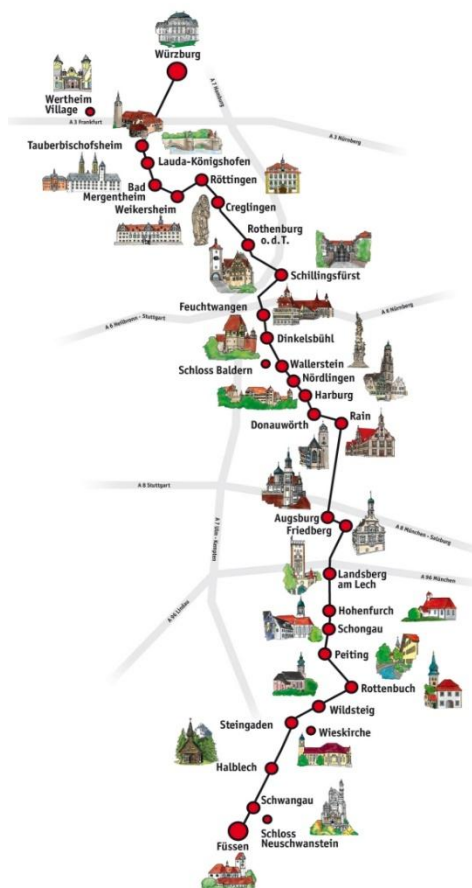 Würzburg
Wertheim
Village
A 7 Hamburg
A 3 Frankfurt
A 3 Nürnberg
Tauberbischofsheim
Lauda-Königshofen
Bad
Mergentheim
Röttingen
Weikersheim
Creglingen
Rothenburg
o.d.T.
Schillingsfürst
Feuchtwangen
A 6 Heilbronn - Stuttgart
A 6 Nürnberg
Dinkelsbühl
Schloss Baldern
Wallerstein
Nördlingen
Harburg
Donauwörth
Rain
A 8 Stuttgart
A 7 Ulm - Kempten
Augsburg
Friedberg
A 8 München - Salzburg
Landsberg
am Lech
A 96 München
A 96 Lindau
Hohenfurch
Schongau
Peiting
Rottenbuch
Wildsteig
Steingaden
Wieskirche
Halblech
Schwangau
Füssen
Schloss
Neuschwanstein